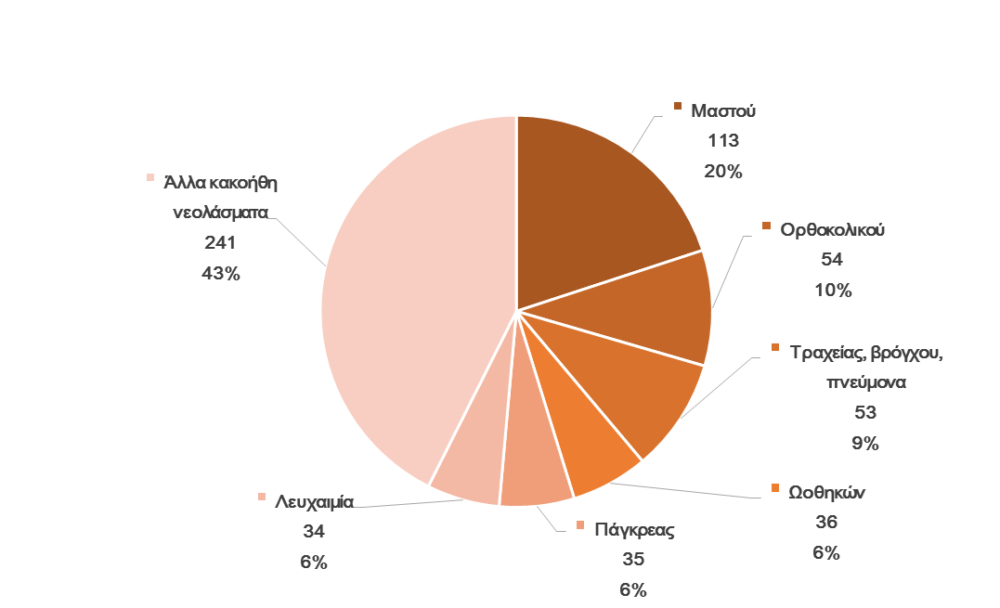 Μαστού
113
20%
Ορθοκολικού
54
10%
Τραχείας, βρόγχου,
πνεύμονα
53
9%
Ωοθηκών
36
6%
Πάγκρεας
35
6%
Λευχαιμία
34
6%
Άλλα κακοήθη
νεολάσματα
241
43%